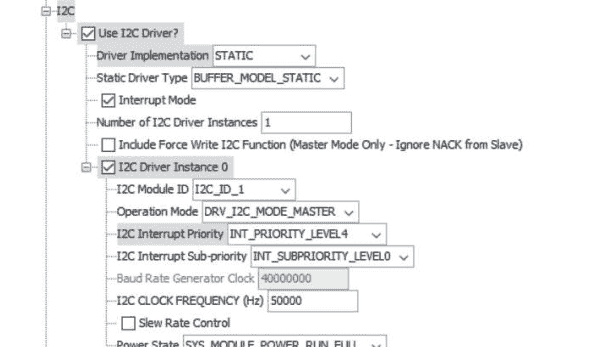 I2C
Use I2C Driver?
Driver Implementation STATIC
Static Driver Type BUFFER_MODEL_STATIC
Interrupt Mode
Number of I2C Driver Instances 1
Include Force Write I2C Function (Master Mode Only - Ignore NACK from Slave)
I2C Driver Instance 0
I2C Module ID I2C_ID_1
Operation Mode DRV_I2C_MODE_MASTER
I2C Interrupt Priority INT_PRIORITY_LEVEL4
I2C Interrupt Sub-priority INT_SUBPRIORITY_LEVEL0
Baud Rate Generator Clock 40000000
I2C CLOCK FREQUENCY (Hz) 50000
Slew Rate Control
Power State SYS_MODULE_POWER_RUN_FULL